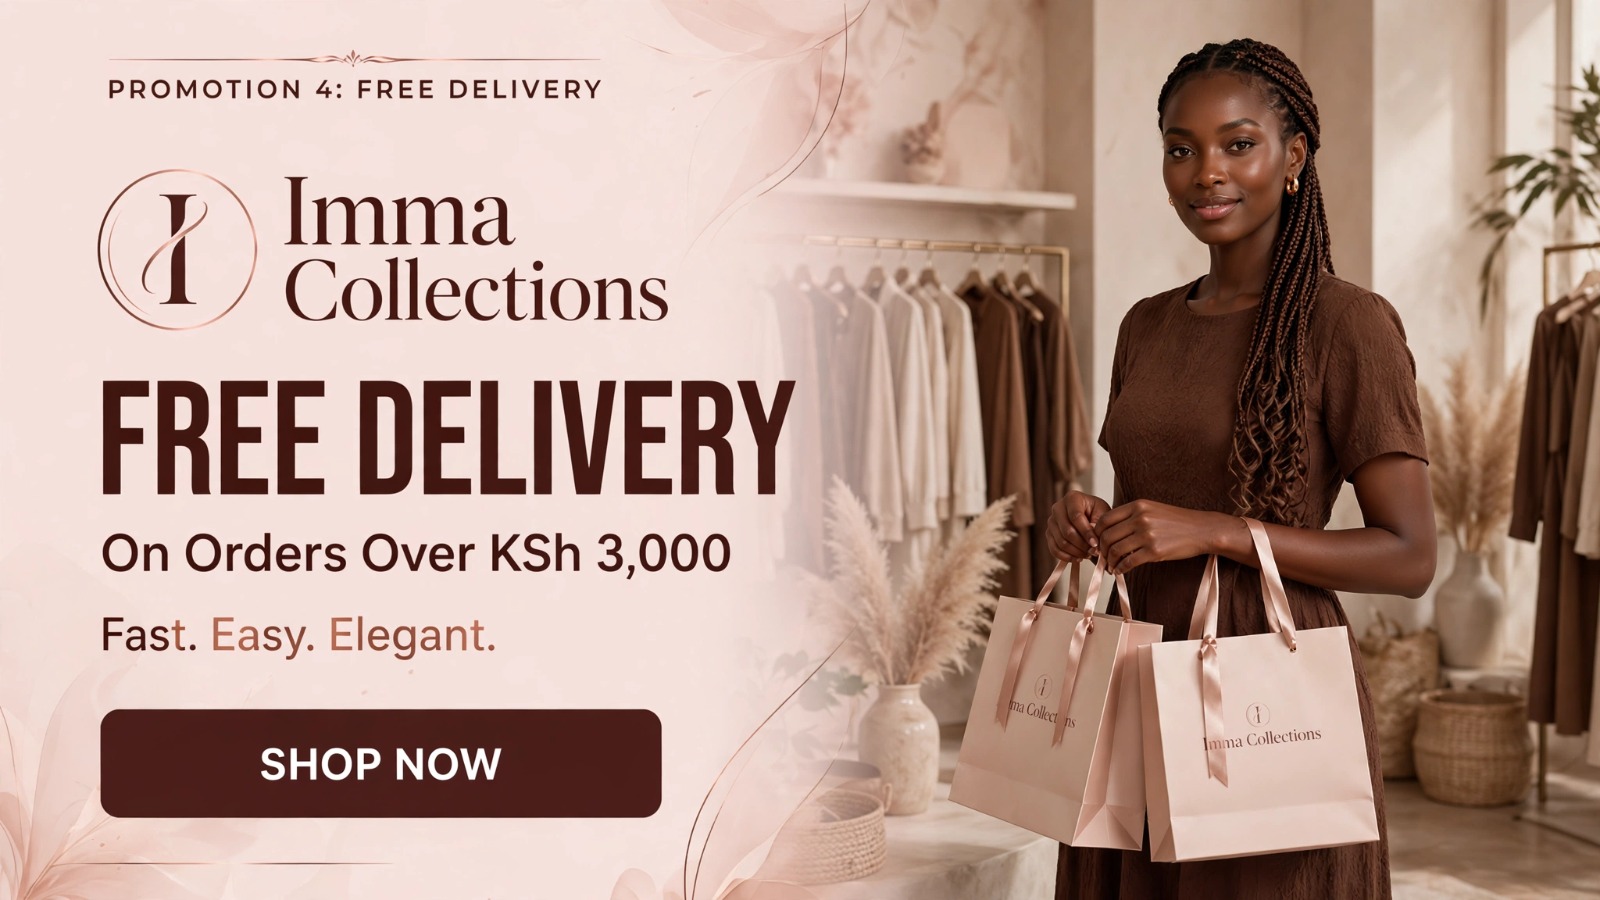 PROMOTION 4: FREE DELIVERY
I
Imma
Collections
FREE DELIVERY
On Orders Over KSh 3,000
Fast. Easy. Elegant.
SHOP NOW
I
Collections
I
Imma Collections